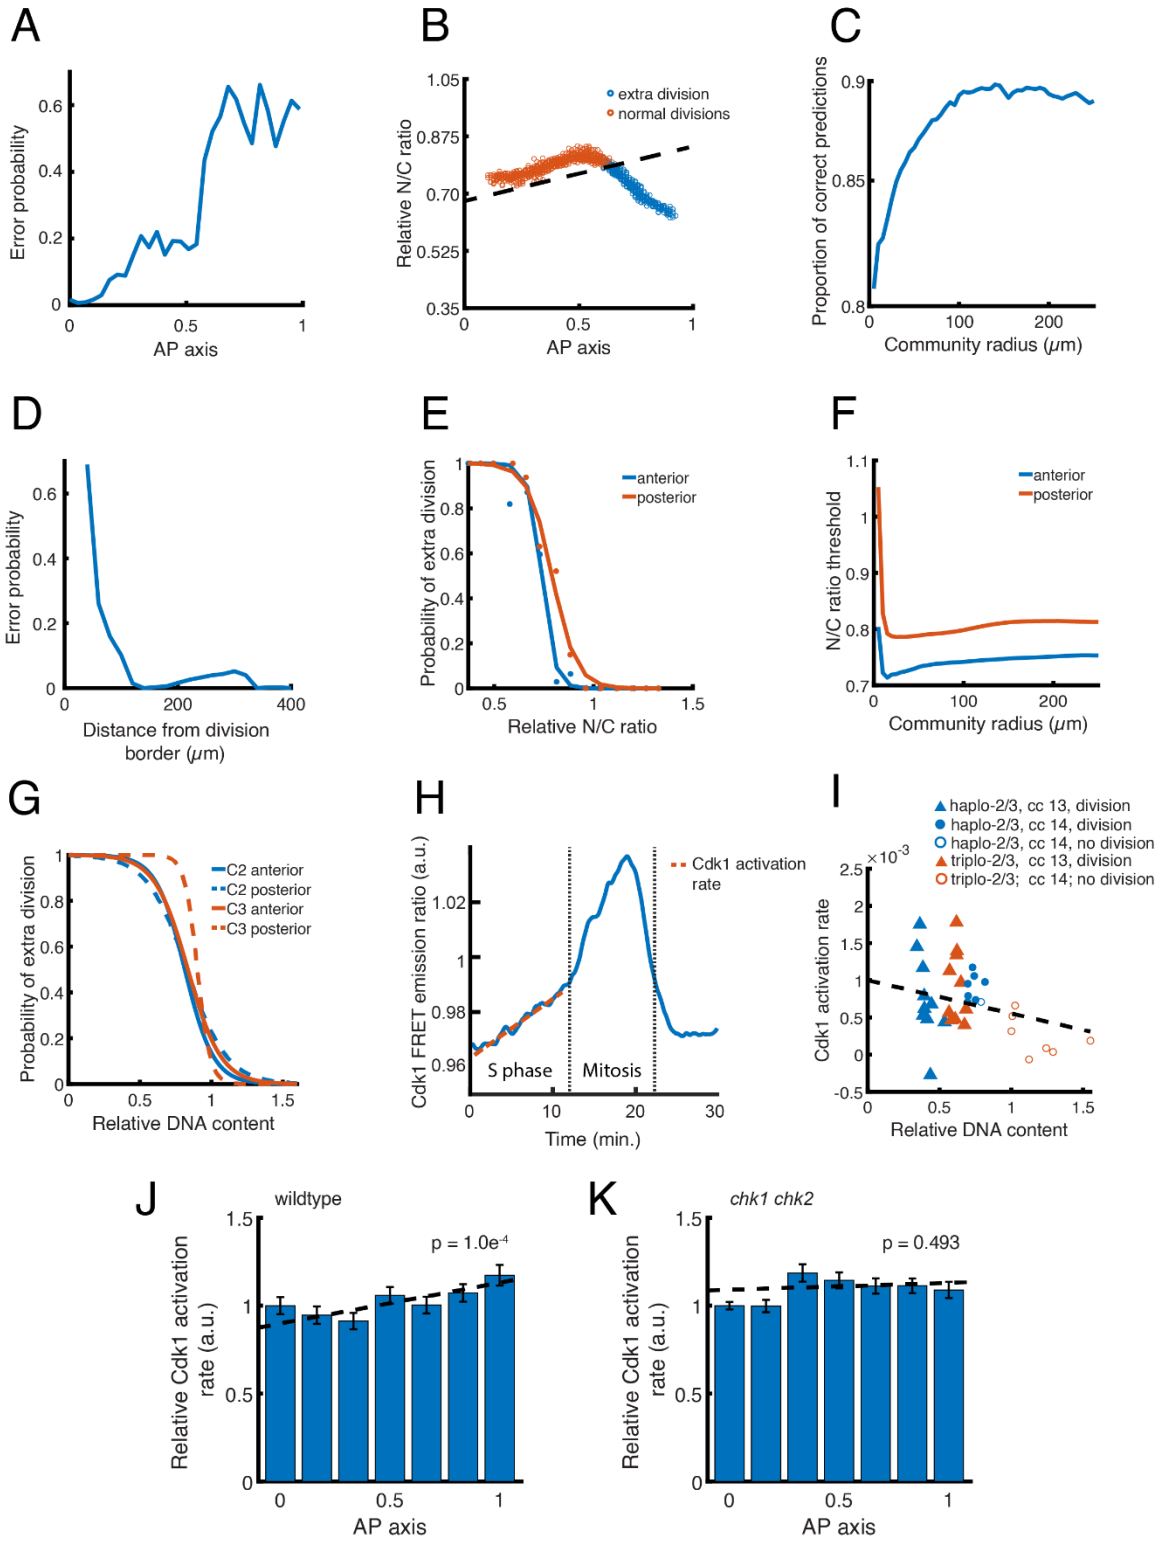 A
Error probability
0.6
0.4
0.2
0
0
0.5
1
AP axis
B
Relative N/C ratio
1.05
0.875
0.70
0.525
0.35
extra division
normal divisions
0
0.5
1
AP axis
C
Proportion of correct predictions
0.9
0.85
0.8
0
100
200
Community radius (µm)
D
Error probability
0.6
0.4
0.2
0
0
200
400
Distance from division
border (µm)
E
Probability of extra division
1
0.8
0.6
0.4
0.2
0
anterior
posterior
0.5
1
1.5
Relative N/C ratio
F
N/C ratio threshold
1.1
1
0.9
0.8
0.7
anterior
posterior
0
100
200
Community radius (µm)
G
Probability of extra division
1
0.8
0.6
0.4
0.2
0
C2 anterior
C2 posterior
C3 anterior
C3 posterior
0
0.5
1
1.5
Relative DNA content
H
Cdk1 FRET emission ratio (a.u.)
1.02
1
0.98
0.96
Cdk1 activation
rate
S phase
Mitosis
0
10
20
30
Time (min.)
I
haplo-2/3, cc 13, division
haplo-2/3, cc 14, division
haplo-2/3, cc 14, no division
triplo-2/3, cc 13, division
triplo-2/3; cc 14; no division
×10⁻³
Cdk1 activation rate
2.5
2
1.5
1
0.5
0
-0.5
0
0.5
1
1.5
Relative DNA content
J
wildtype
p = 1.0e⁻⁴
Relative Cdk1 activation
rate (a.u.)
1.5
1
0.5
0
0
0.5
1
AP axis
K
chk1 chk2
p = 0.493
Relative Cdk1 activation
rate (a.u.)
1.5
1
0.5
0
0
0.5
1
AP axis